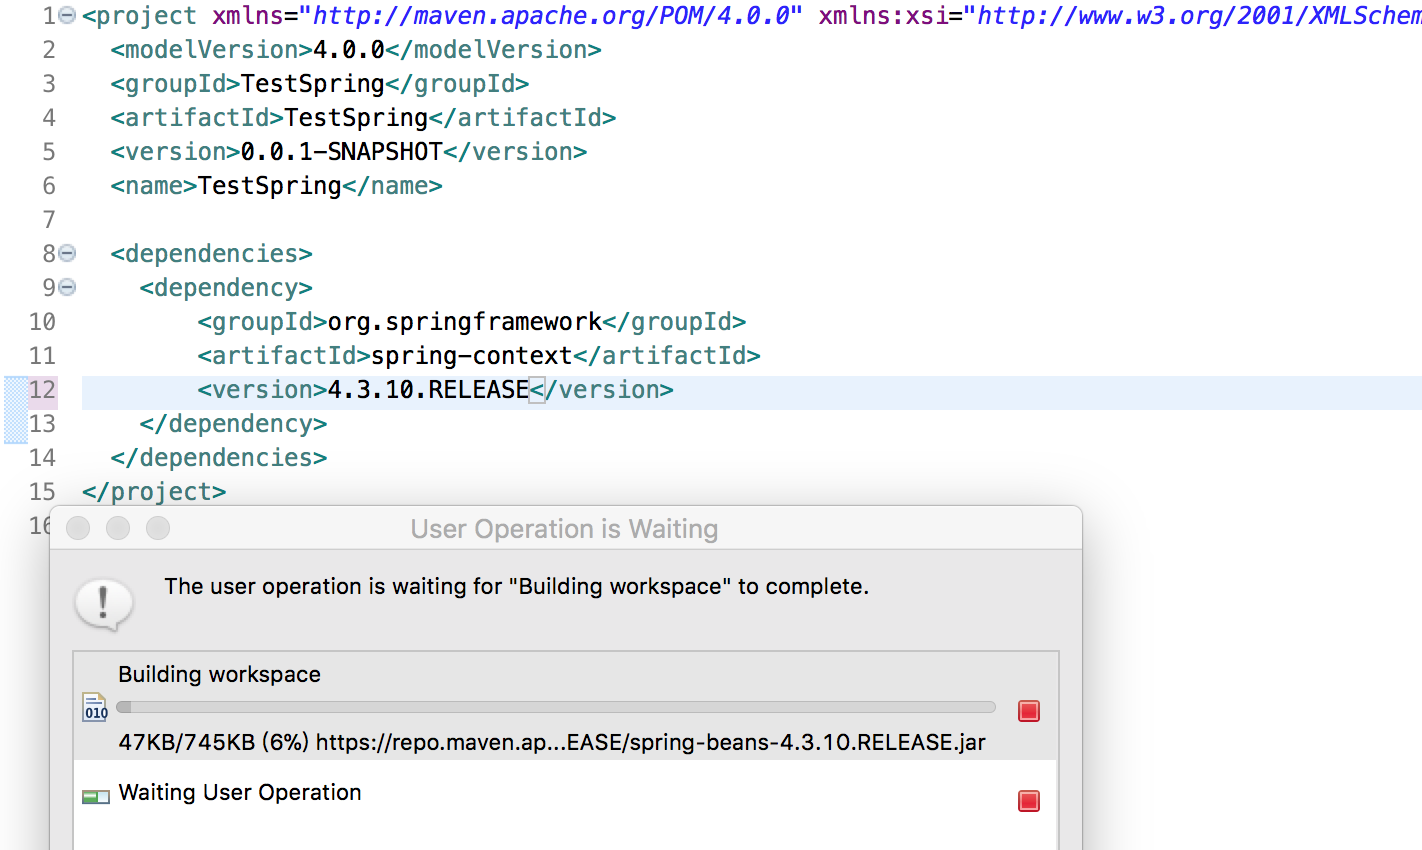 1 <project xmlns="http://maven.apache.org/POM/4.0.0" xmlns:xsi="http://www.w3.org/2001/XMLSchem
2 <modelVersion>4.0.0</modelVersion>
3 <groupId>TestSpring</groupId>
4 <artifactId>TestSpring</artifactId>
5 <version>0.0.1-SNAPSHOT</version>
6 <name>TestSpring</name>
7
8 <dependencies>
9 <dependency>
10 <groupId>org.springframework</groupId>
11 <artifactId>spring-context</artifactId>
12 <version>4.3.10.RELEASE</version>
13 </dependency>
14 </dependencies>
15 </project>
16
User Operation is Waiting
The user operation is waiting for "Building workspace" to complete.
Building workspace
010
47KB/745KB (6%) https://repo.maven.ap...EASE/spring-beans-4.3.10.RELEASE.jar
Waiting User Operation